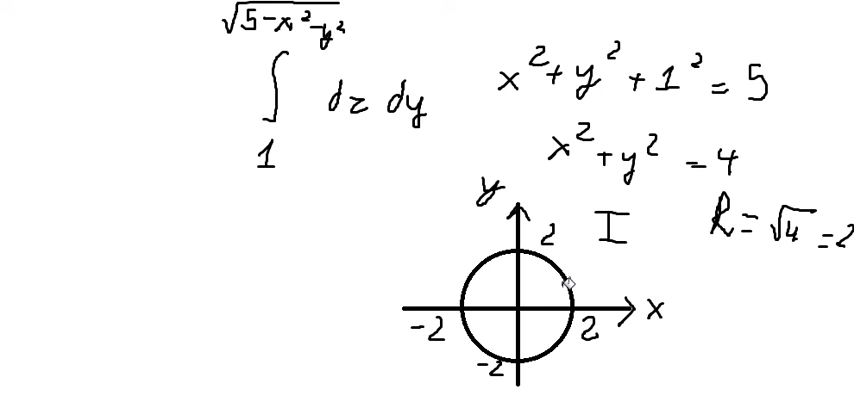 √5-x²-y²
∫ dz dy
1
x²+y²+1²=5
x²+y²=4
y
2
I
R=√4=2
x
-2
2
-2